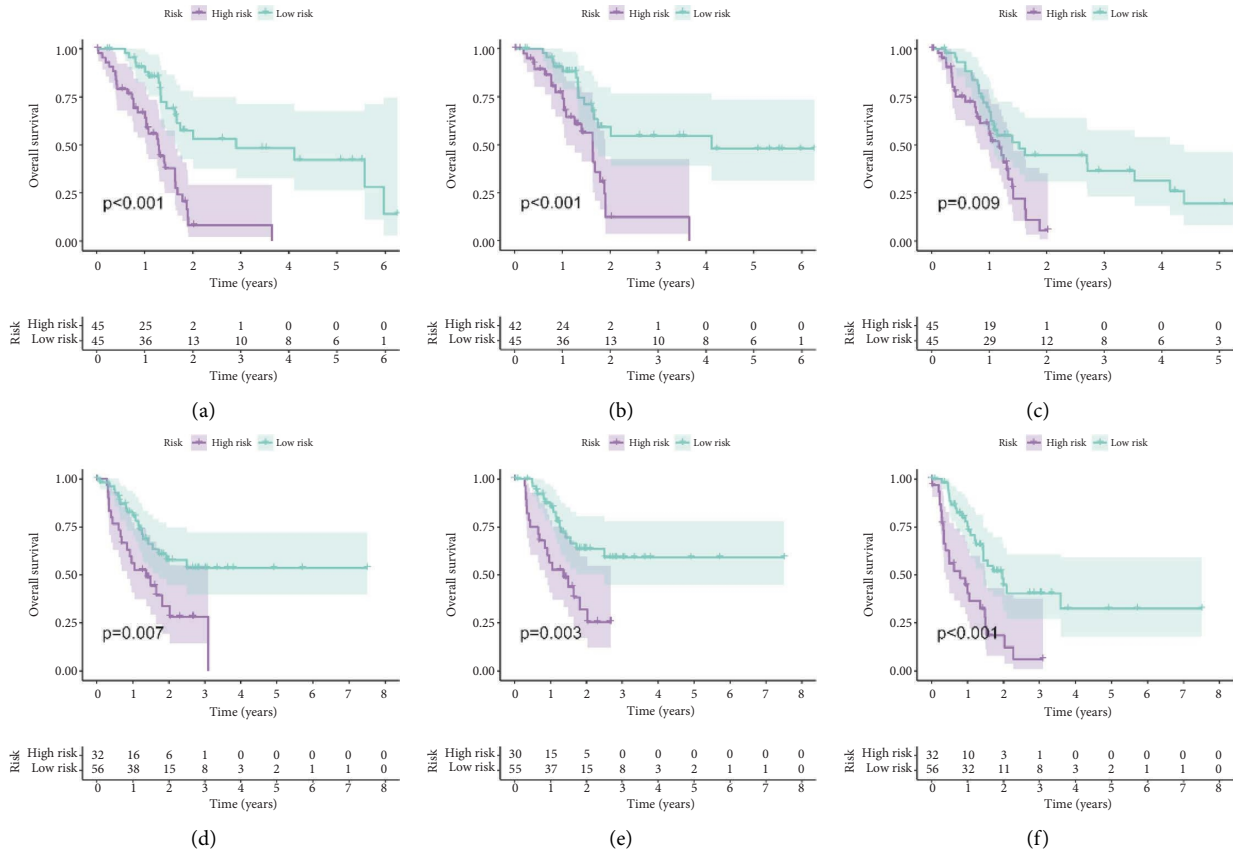 Risk High risk Low risk
1.00
0.75
0.50
0.25
0.00
Overall survival
p<0.001
0 1 2 3 4 5 6
Time (years)
Risk
High risk 45 25 2 1 0 0 0
Low risk 45 36 13 10 8 6 1
0 1 2 3 4 5 6
Time (years)
(a)
Risk High risk Low risk
1.00
0.75
0.50
0.25
0.00
Overall survival
p<0.001
0 1 2 3 4 5 6
Time (years)
Risk
High risk 42 24 2 1 0 0 0
Low risk 45 36 13 10 8 6 1
0 1 2 3 4 5 6
Time (years)
(b)
Risk High risk Low risk
1.00
0.75
0.50
0.25
0.00
Overall survival
p=0.009
0 1 2 3 4 5
Time (years)
Risk
High risk 45 19 1 0 0 0
Low risk 45 29 12 8 6 3
0 1 2 3 4 5
Time (years)
(c)
Risk High risk Low risk
1.00
0.75
0.50
0.25
0.00
Overall survival
p=0.007
0 1 2 3 4 5 6 7 8
Time (years)
Risk
High risk 32 16 6 1 0 0 0 0 0
Low risk 56 38 15 8 3 2 1 1 0
0 1 2 3 4 5 6 7 8
Time (years)
(d)
Risk High risk Low risk
1.00
0.75
0.50
0.25
0.00
Overall survival
p=0.003
0 1 2 3 4 5 6 7 8
Time (years)
Risk
High risk 30 15 5 0 0 0 0 0 0
Low risk 55 37 15 8 3 2 1 1 0
0 1 2 3 4 5 6 7 8
Time (years)
(e)
Risk High risk Low risk
1.00
0.75
0.50
0.25
0.00
Overall survival
p<0.001
0 1 2 3 4 5 6 7 8
Time (years)
Risk
High risk 32 10 3 1 0 0 0 0 0
Low risk 56 32 11 8 3 2 1 1 0
0 1 2 3 4 5 6 7 8
Time (years)
(f)